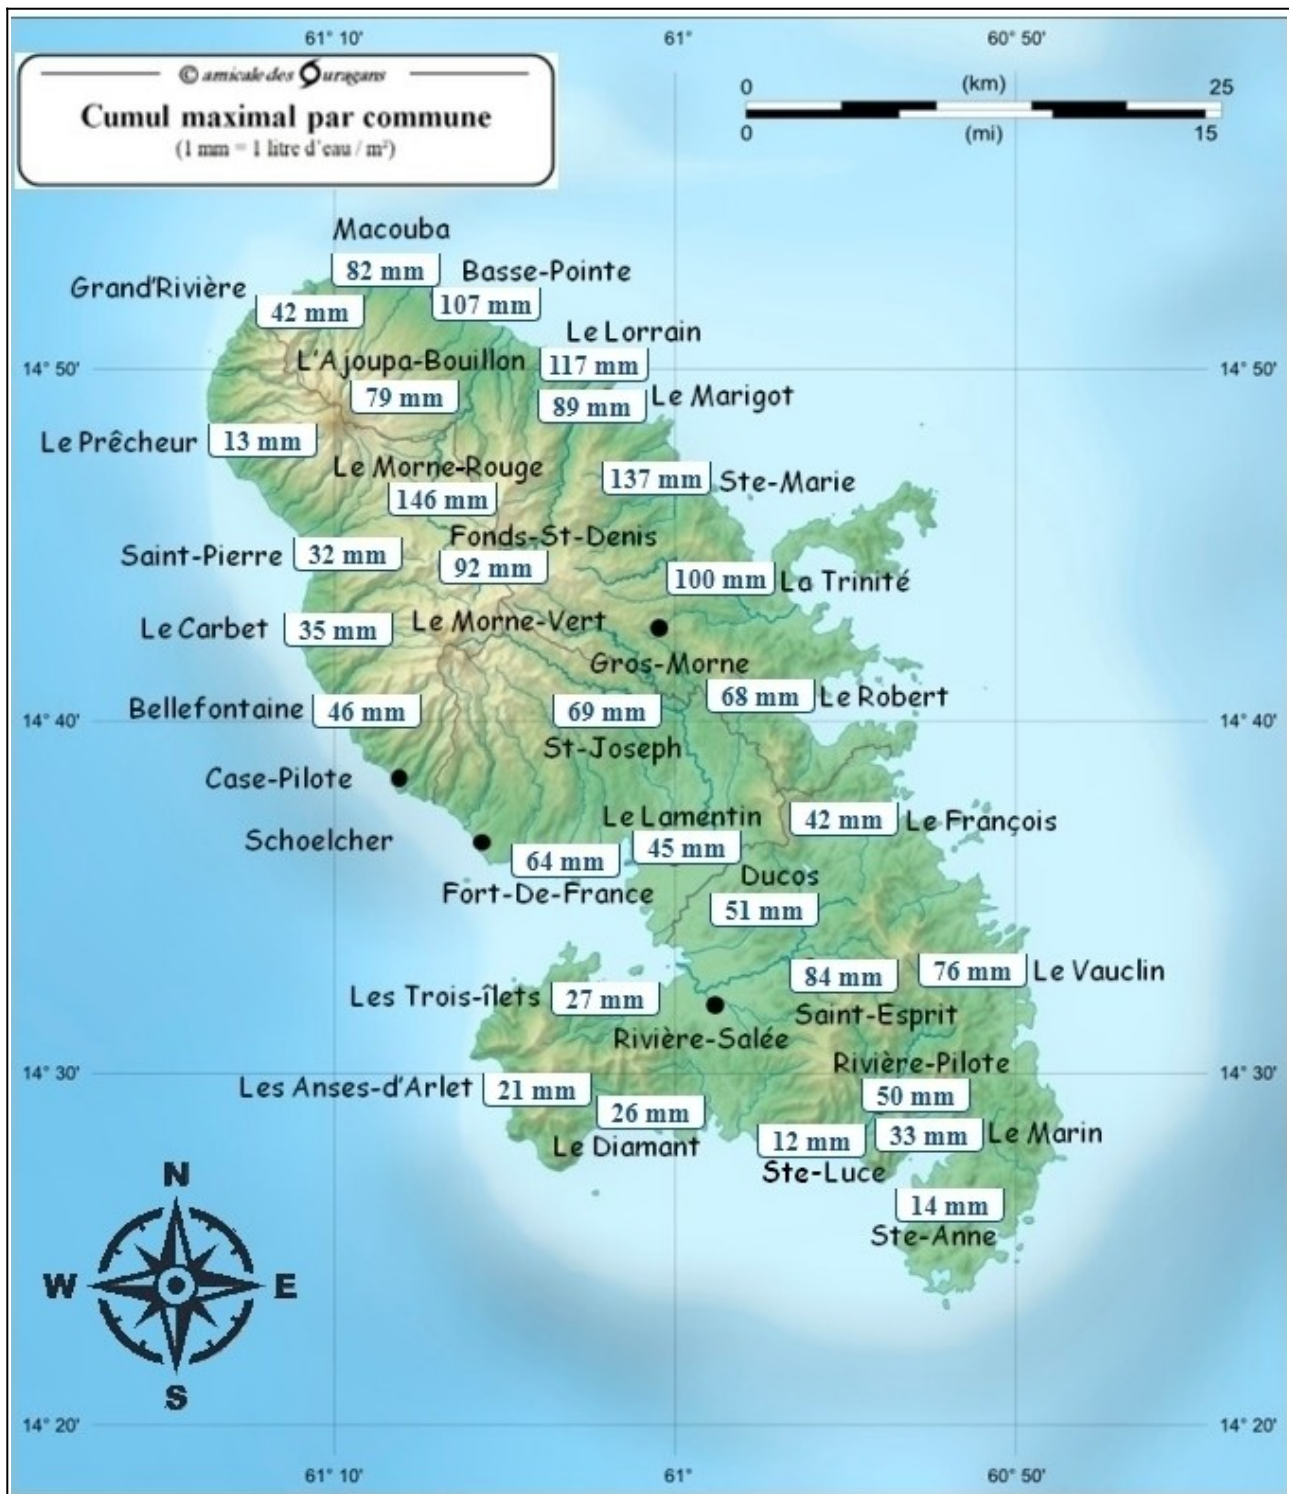 61° 10'
61°
60° 50'
© amicale des Ouragans
Cumul maximal par commune
(1 mm = 1 litre d'eau / m²)
0 (km) 25
0 (mi) 15
Macouba
82 mm
Basse-Pointe
107 mm
Grand'Rivière
42 mm
Le Lorrain
117 mm
L'Ajoupa-Bouillon
79 mm
14° 50'
14° 50'
Le Marigot
89 mm
Le Prêcheur
13 mm
Le Morne-Rouge
146 mm
137 mm
Ste-Marie
Fonds-St-Denis
92 mm
Saint-Pierre
32 mm
100 mm
La Trinité
Le Carbet
35 mm
Le Morne-Vert
Gros-Morne
Bellefontaine
46 mm
69 mm
St-Joseph
68 mm
Le Robert
14° 40'
14° 40'
Case-Pilote
Schoelcher
Le Lamentin
45 mm
42 mm
Le François
64 mm
Fort-De-France
Ducos
51 mm
84 mm
Saint-Esprit
76 mm
Le Vauclin
Les Trois-îlets
27 mm
Rivière-Salée
Rivière-Pilote
50 mm
14° 30'
14° 30'
Les Anses-d'Arlet
21 mm
26 mm
Le Diamant
12 mm
Ste-Luce
33 mm
Le Marin
14 mm
Ste-Anne
N
W
E
S
14° 20'
14° 20'
61° 10'
61°
60° 50'